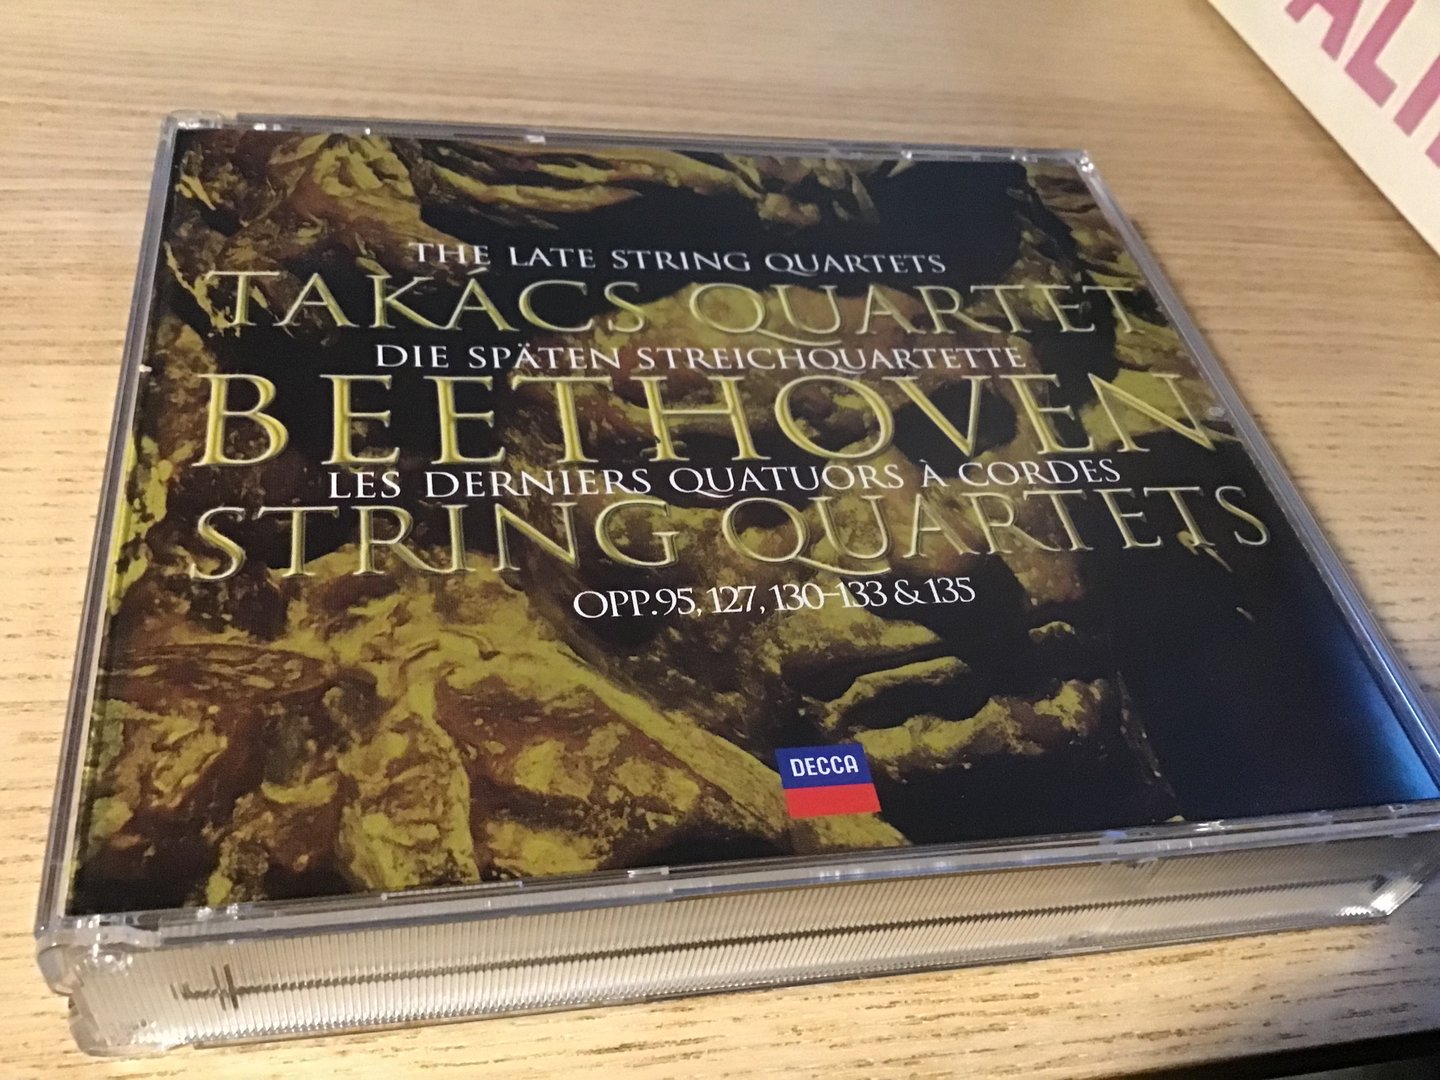 THE LATE STRING QUARTETS
TAKÁCS QUARTET
DIE SPÄTEN STREICHQUARTETTE
BEETHOVEN
LES DERNIERS QUATUORS À CORDES
STRING QUARTETS
OPP.95, 127, 130–133 & 135
DECCA